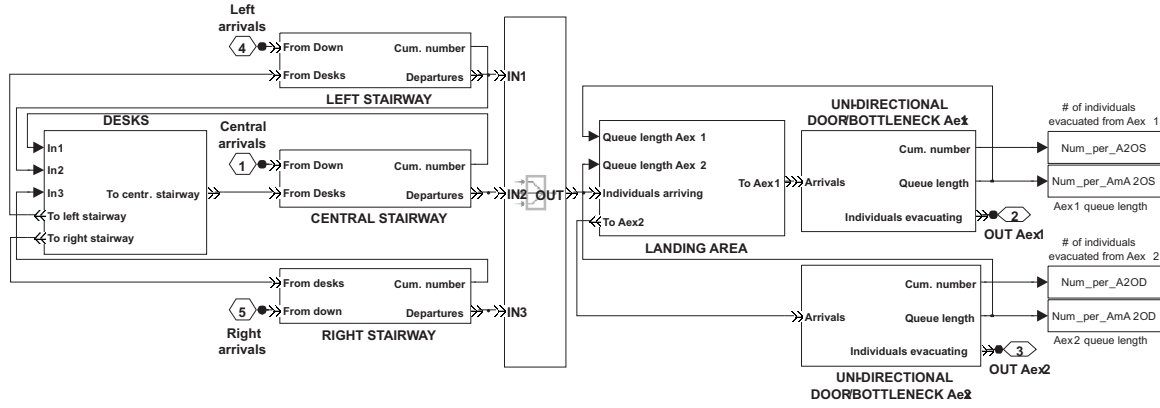 Left
arrivals
4
From Down
Cum. number
From Desks
Departures
LEFT STAIRWAY
DESKS
In1
In2
In3
To centr. stairway
To left stairway
To right stairway
Central
arrivals
1
From Down
Cum. number
From Desks
Departures
CENTRAL STAIRWAY
From desks
Cum. number
From down
Departures
RIGHT STAIRWAY
5
Right
arrivals
IN1
IN2
OUT
IN3
Queue length Aex 1
Queue length Aex 2
Individuals arriving
To Aex1
To Aex2
LANDING AREA
UNI-DIRECTIONAL
DOOR/BOTTLENECK Aex1
Cum. number
Arrivals
Queue length
Individuals evacuating
2
OUT Aex1
# of individuals
evacuated from Aex 1
Num_per_A2OS
Num_per_AmA 2OS
Aex1 queue length
# of individuals
evacuated from Aex 2
Num_per_A2OD
Num_per_AmA 2OD
Aex2 queue length
Cum. number
Arrivals
Queue length
Individuals evacuating
3
OUT Aex2
UNI-DIRECTIONAL
DOOR/BOTTLENECK Aex2